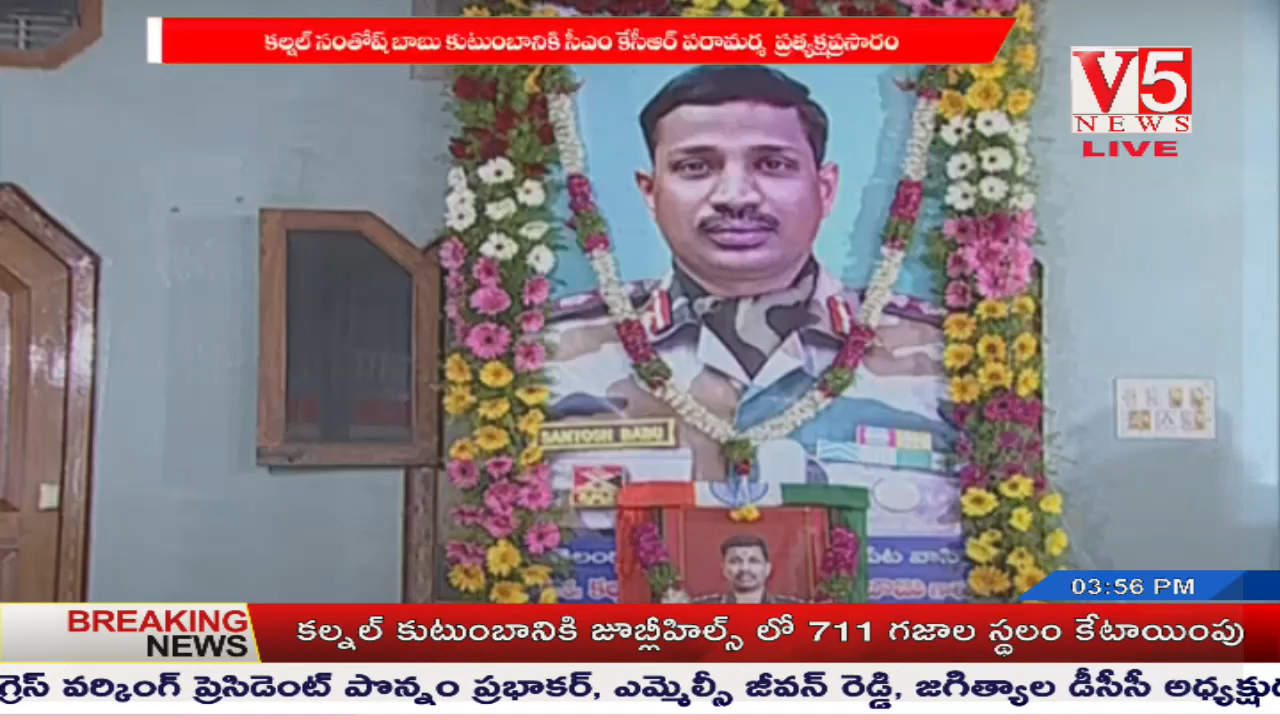 కల్నల్ సంతోష్ బాబు కుటుంబానికి సీఎం కేసీఆర్ పరామర్శ ప్రత్యక్షప్రసారం
V5
NEWS
LIVE
SANTOSH BABU
03:56 PM
BREAKING
NEWS
కల్నల్ కుటుంబానికి జూబ్లీహిల్స్ లో 711 గజాల స్థలం కేటాయింపు
గ్రెస్ వర్కింగ్ ప్రెసిడెంట్ పొన్నం ప్రభాకర్, ఎమ్మెల్సీ జీవన్ రెడ్డి, జగిత్యాల డీసీసీ అధ్యక్షుడ